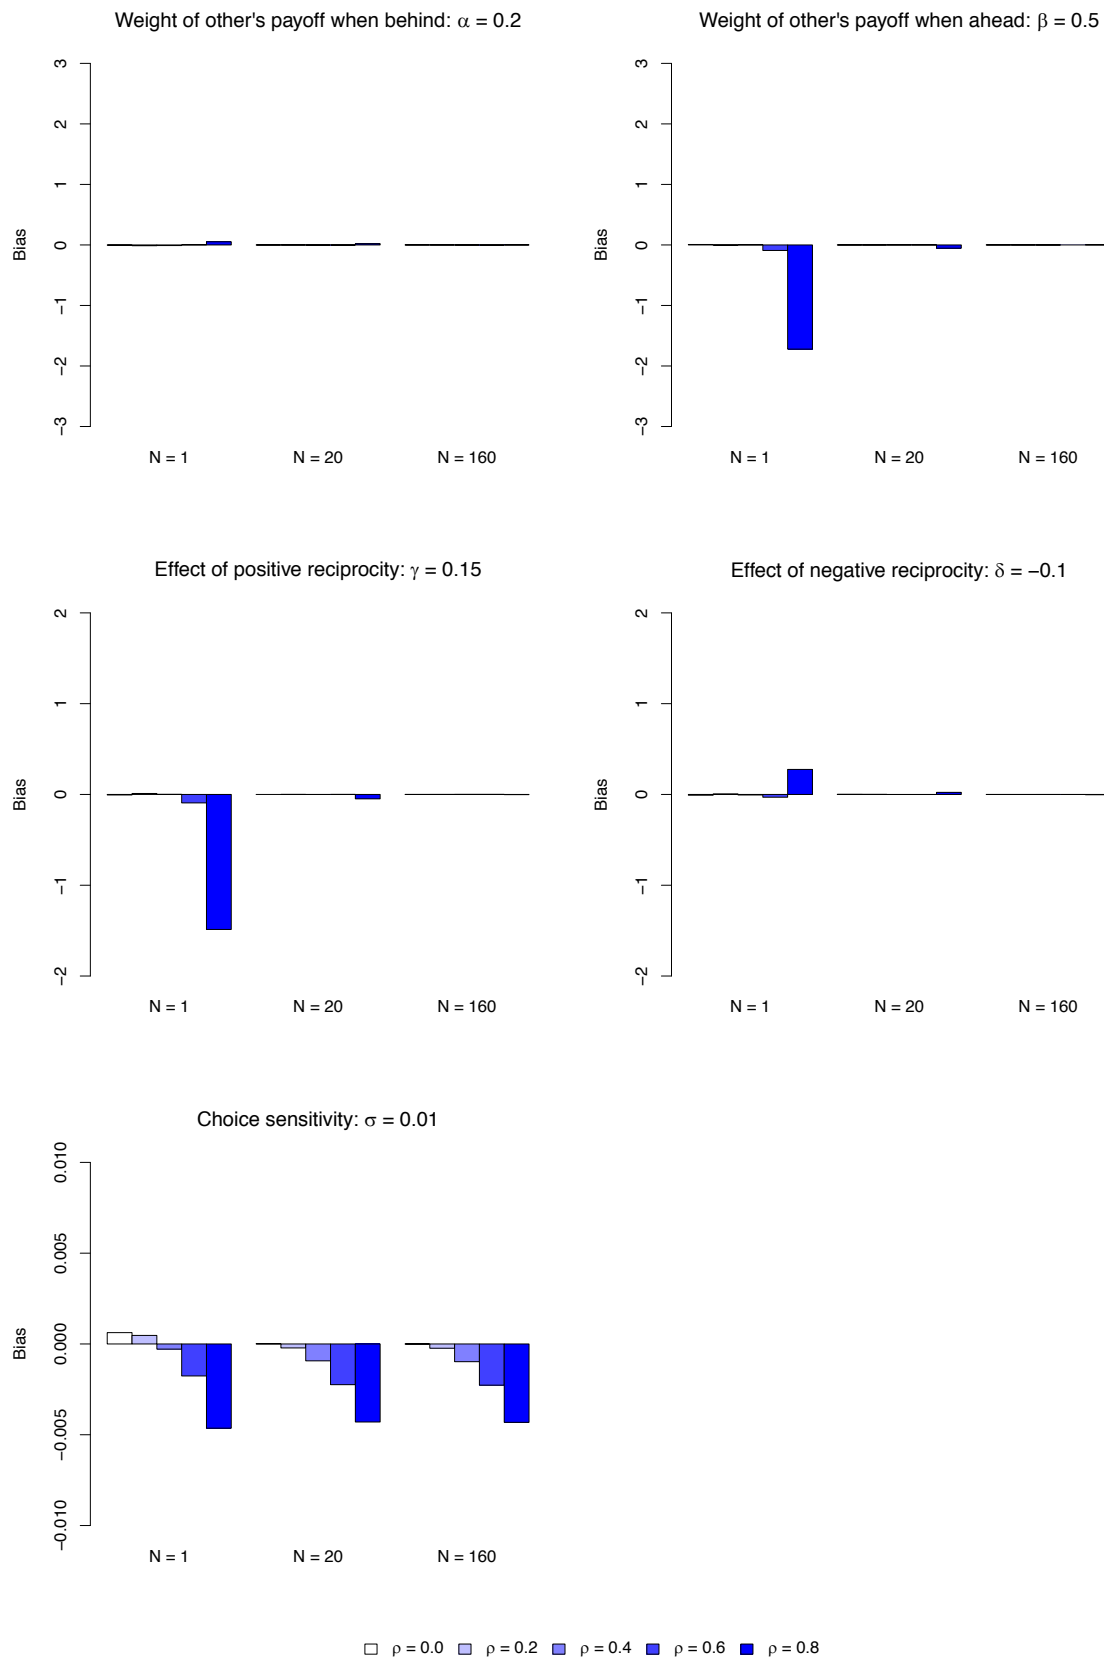 Weight of other's payoff when behind: α = 0.2
3
2
1
0
−1
−2
−3
Bias
N = 1 N = 20 N = 160
Weight of other's payoff when ahead: β = 0.5
3
2
1
0
−1
−2
−3
Bias
N = 1 N = 20 N = 160
Effect of positive reciprocity: γ = 0.15
2
1
0
−1
−2
Bias
N = 1 N = 20 N = 160
Effect of negative reciprocity: δ = −0.1
2
1
0
−1
−2
Bias
N = 1 N = 20 N = 160
Choice sensitivity: σ = 0.01
0.010
0.005
0.000
−0.005
−0.010
Bias
N = 1 N = 20 N = 160
ρ = 0.0 ρ = 0.2 ρ = 0.4 ρ = 0.6 ρ = 0.8